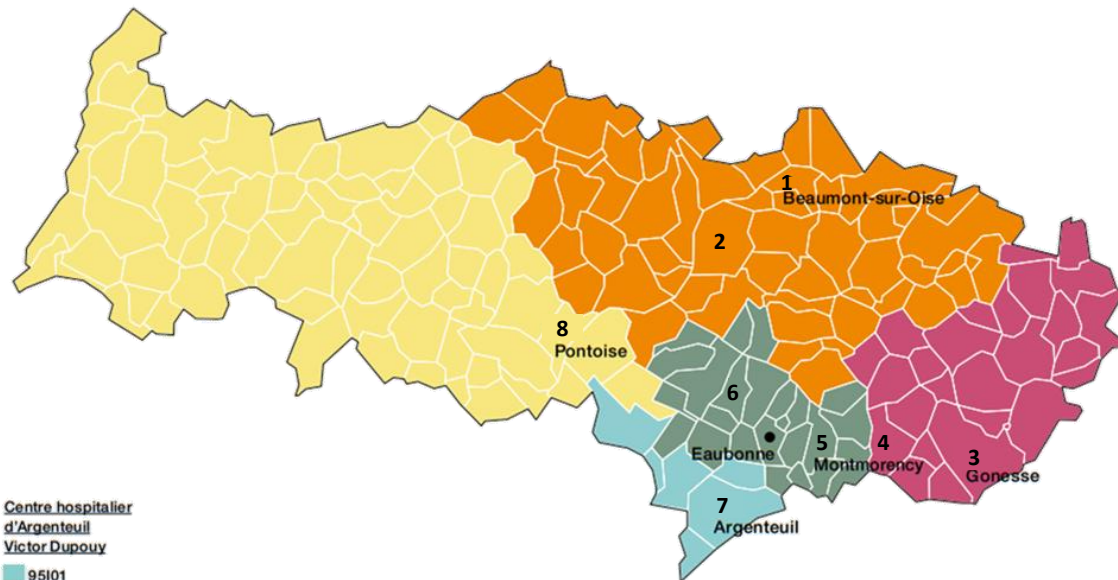 1
Beaumont-sur-Oise
2
8
Pontoise
6
5
4
3
Eaubonne
Montmorency
Gonesse
7
Argenteuil
Centre hospitalier
d'Argenteuil
Victor Dupouy
95I01